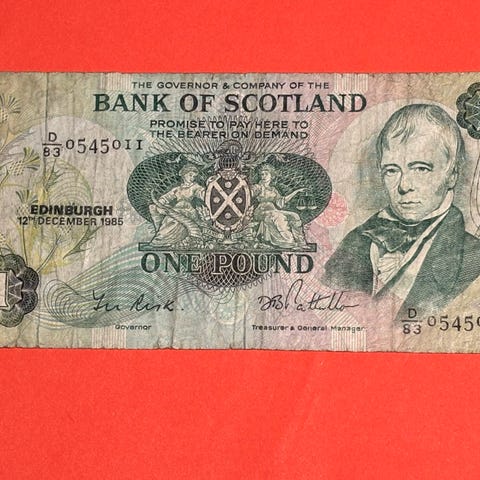 THE GOVERNOR & COMPANY OF THE
BANK OF SCOTLAND
PROMISE TO PAY HERE TO
THE BEARER ON DEMAND
D/83 0545011
EDINBURGH
12TH DECEMBER 1985
ONE POUND
Governor
Treasurer & General Manager
D/83 0545